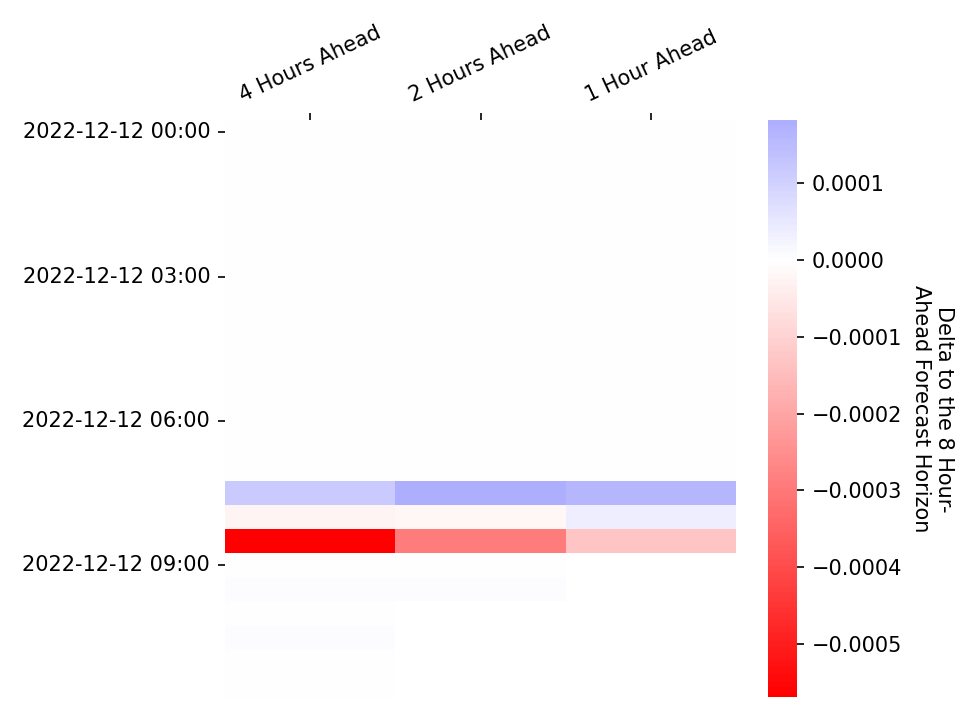 4 Hours Ahead
2 Hours Ahead
1 Hour Ahead
2022-12-12 00:00
2022-12-12 03:00
2022-12-12 06:00
2022-12-12 09:00
0.0001
0.0000
−0.0001
−0.0002
−0.0003
−0.0004
−0.0005
Delta to the 8 Hour-
Ahead Forecast Horizon